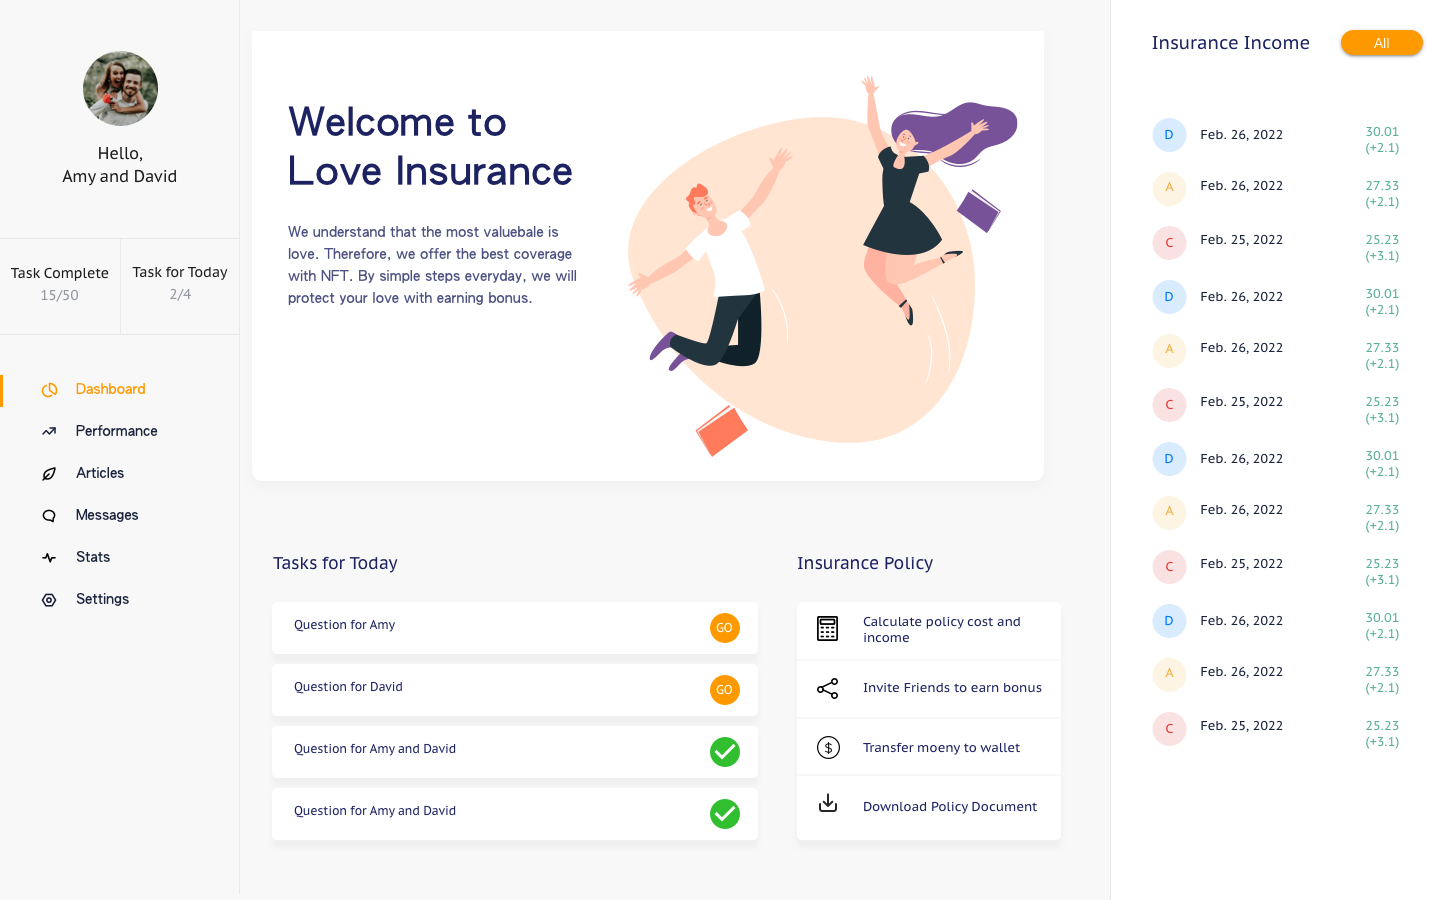 Hello,
Amy and David
Task Complete
15/50
Task for Today
2/4
Dashboard
Performance
Articles
Messages
Stats
Settings
Welcome to
Love Insurance
We understand that the most valuebale is
love. Therefore, we offer the best coverage
with NFT. By simple steps everyday, we will
protect your love with earning bonus.
Tasks for Today
Question for Amy
GO
Question for David
GO
Question for Amy and David
Question for Amy and David
Insurance Policy
Calculate policy cost and
income
Invite Friends to earn bonus
$
Transfer moeny to wallet
Download Policy Document
Insurance Income
All
D Feb. 26, 2022 30.01
(+2.1)
A Feb. 26, 2022 27.33
(+2.1)
C Feb. 25, 2022 25.23
(+3.1)
D Feb. 26, 2022 30.01
(+2.1)
A Feb. 26, 2022 27.33
(+2.1)
C Feb. 25, 2022 25.23
(+3.1)
D Feb. 26, 2022 30.01
(+2.1)
A Feb. 26, 2022 27.33
(+2.1)
C Feb. 25, 2022 25.23
(+3.1)
D Feb. 26, 2022 30.01
(+2.1)
A Feb. 26, 2022 27.33
(+2.1)
C Feb. 25, 2022 25.23
(+3.1)